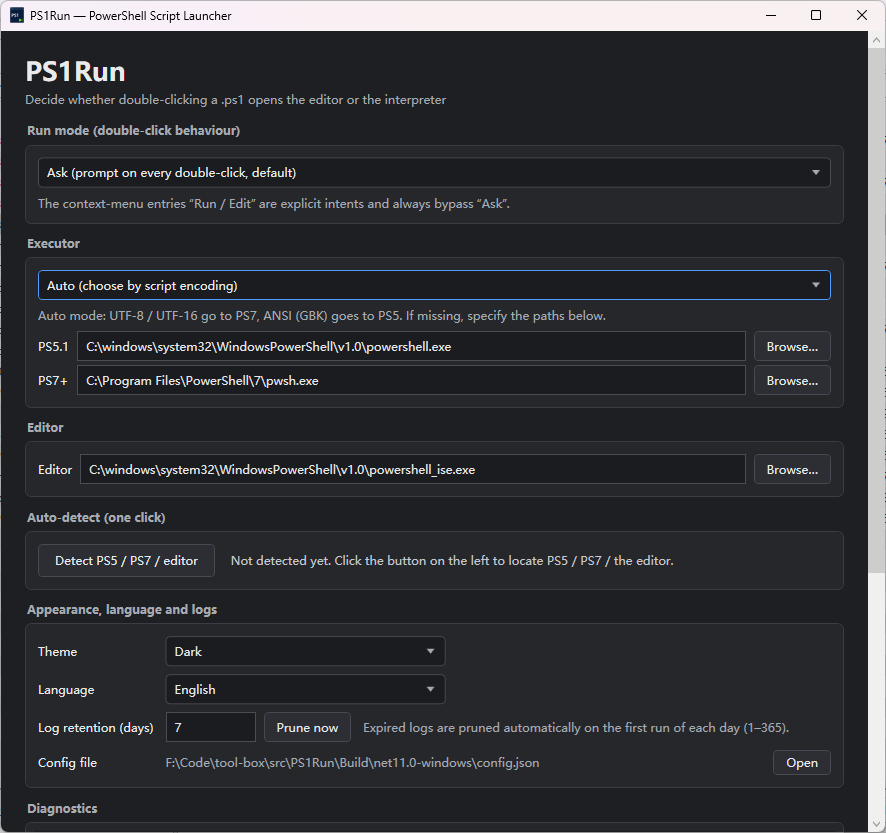 PS1Run — PowerShell Script Launcher
PS1Run
Decide whether double-clicking a .ps1 opens the editor or the interpreter
Run mode (double-click behaviour)
Ask (prompt on every double-click, default)
The context-menu entries “Run / Edit” are explicit intents and always bypass “Ask”.
Executor
Auto (choose by script encoding)
Auto mode: UTF-8 / UTF-16 go to PS7, ANSI (GBK) goes to PS5. If missing, specify the paths below.
PS5.1 C:\windows\system32\WindowsPowerShell\v1.0\powershell.exe Browse...
PS7+ C:\Program Files\PowerShell\7\pwsh.exe Browse...
Editor
Editor C:\windows\system32\WindowsPowerShell\v1.0\powershell_ise.exe Browse...
Auto-detect (one click)
Detect PS5 / PS7 / editor Not detected yet. Click the button on the left to locate PS5 / PS7 / the editor.
Appearance, language and logs
Theme Dark
Language English
Log retention (days) 7 Prune now Expired logs are pruned automatically on the first run of each day (1–365).
Config file F:\Code\tool-box\src\PS1Run\Build\net11.0-windows\config.json Open
Diagnostics